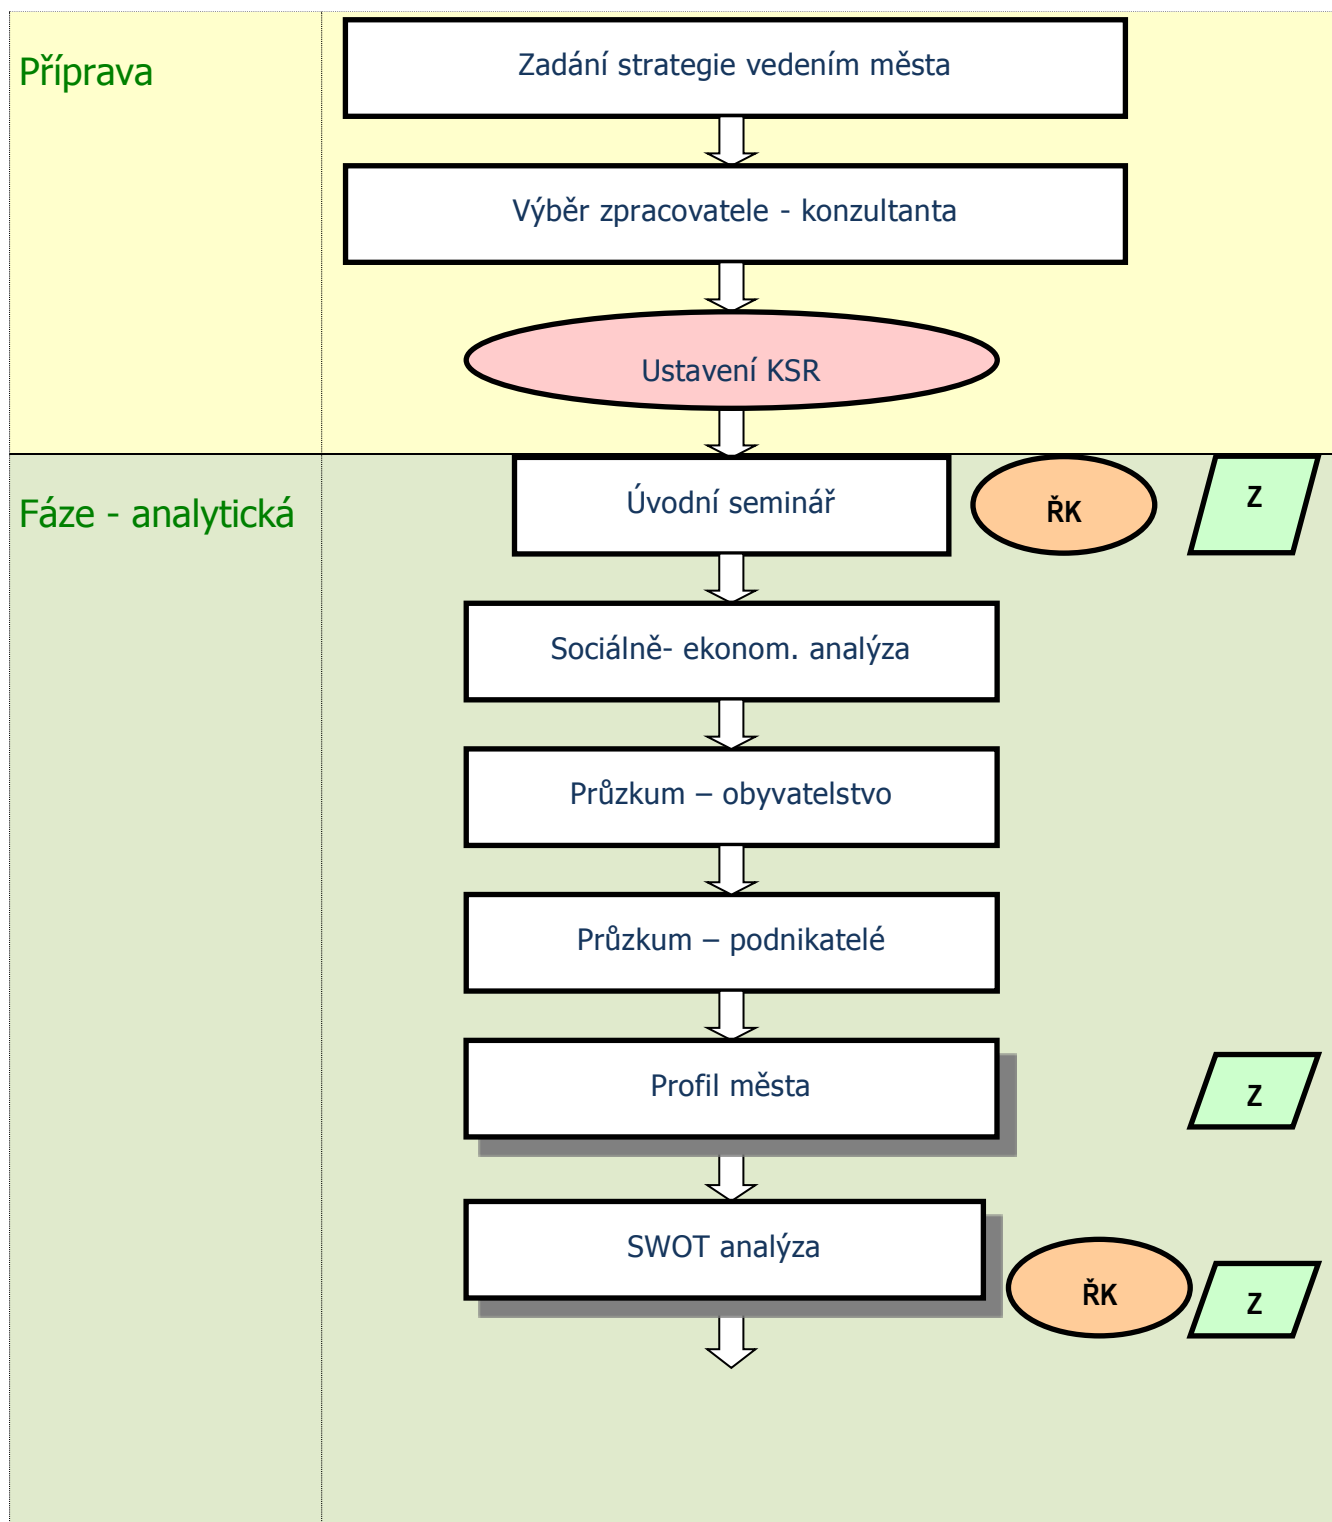 Příprava
Zadání strategie vedením města
Výběr zpracovatele - konzultanta
Ustavení KSR
Fáze - analytická
Úvodní seminář
ŘK
Z
Sociálně- ekonom. analýza
Průzkum – obyvatelstvo
Průzkum – podnikatelé
Profil města
Z
SWOT analýza
ŘK
Z